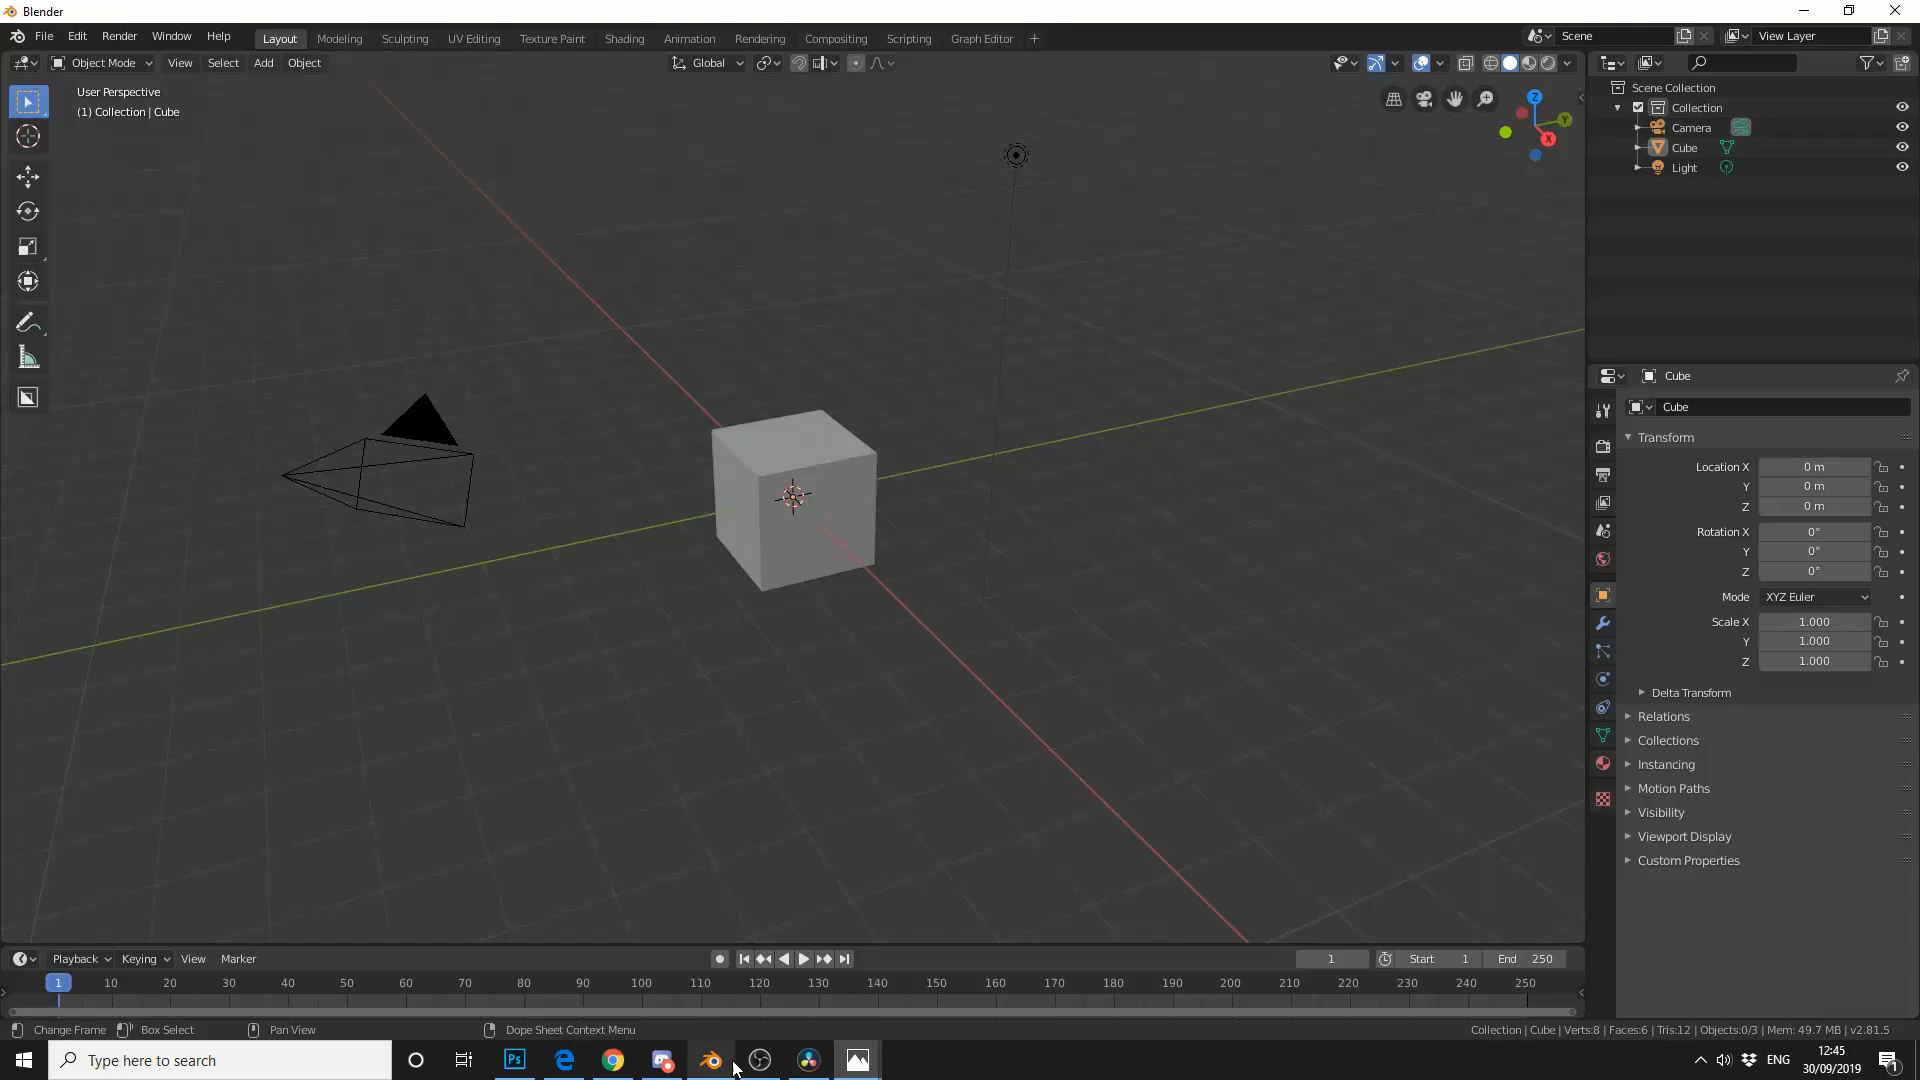 Blender
File Edit Render Window Help
Layout Modeling Sculpting UV Editing Texture Paint Shading Animation Rendering Compositing Scripting Graph Editor +
Scene
View Layer
Object Mode View Select Add Object
Global
User Perspective
(1) Collection | Cube
Z
Y
X
Scene Collection
Collection
Camera
Cube
Light
Cube
Cube
Transform
Location X 0 m
Y 0 m
Z 0 m
Rotation X 0°
Y 0°
Z 0°
Mode XYZ Euler
Scale X 1.000
Y 1.000
Z 1.000
Delta Transform
Relations
Collections
Instancing
Motion Paths
Visibility
Viewport Display
Custom Properties
Playback Keying View Marker
1 Start 1 End 250
1 10 20 30 40 50 60 70 80 90 100 110 120 130 140 150 160 170 180 190 200 210 220 230 240 250
Change Frame Box Select Pan View Dope Sheet Context Menu
Collection | Cube | Verts:8 | Faces:6 | Tris:12 | Objects:0/3 | Mem: 49.7 MB | v2.81.5
Type here to search
Ps
ENG
12:45
30/09/2019
1